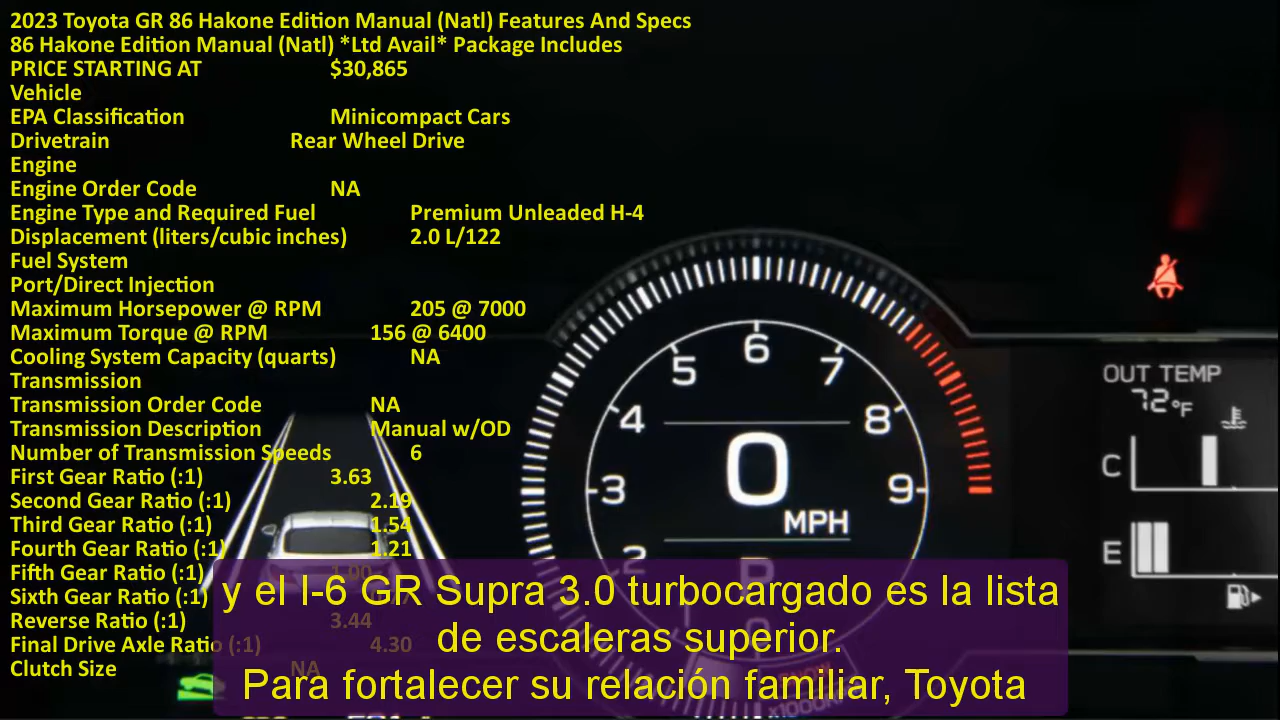 2023 Toyota GR 86 Hakone Edition Manual (Natl) Features And Specs
86 Hakone Edition Manual (Natl) *Ltd Avail* Package Includes
PRICE STARTING AT $30,865
Vehicle
EPA Classification Minicompact Cars
Drivetrain Rear Wheel Drive
Engine
Engine Order Code NA
Engine Type and Required Fuel Premium Unleaded H-4
Displacement (liters/cubic inches) 2.0 L/122
Fuel System
Port/Direct Injection
Maximum Horsepower @ RPM 205 @ 7000
Maximum Torque @ RPM 156 @ 6400
Cooling System Capacity (quarts) NA
Transmission
Transmission Order Code NA
Transmission Description Manual w/OD
Number of Transmission Speeds 6
First Gear Ratio (:1) 3.63
Second Gear Ratio (:1) 2.19
Third Gear Ratio (:1) 1.54
Fourth Gear Ratio (:1) 1.21
Fifth Gear Ratio (:1) 1.00
Sixth Gear Ratio (:1)
Reverse Ratio (:1) 3.44
Final Drive Axle Ratio (:1) 4.30
Clutch Size NA
2 3 4 5 6 7 8 9
0
MPH
OUT TEMP
72°F
C
E
y el I-6 GR Supra 3.0 turbocargado es la lista
de escaleras superior.
Para fortalecer su relación familiar, Toyota